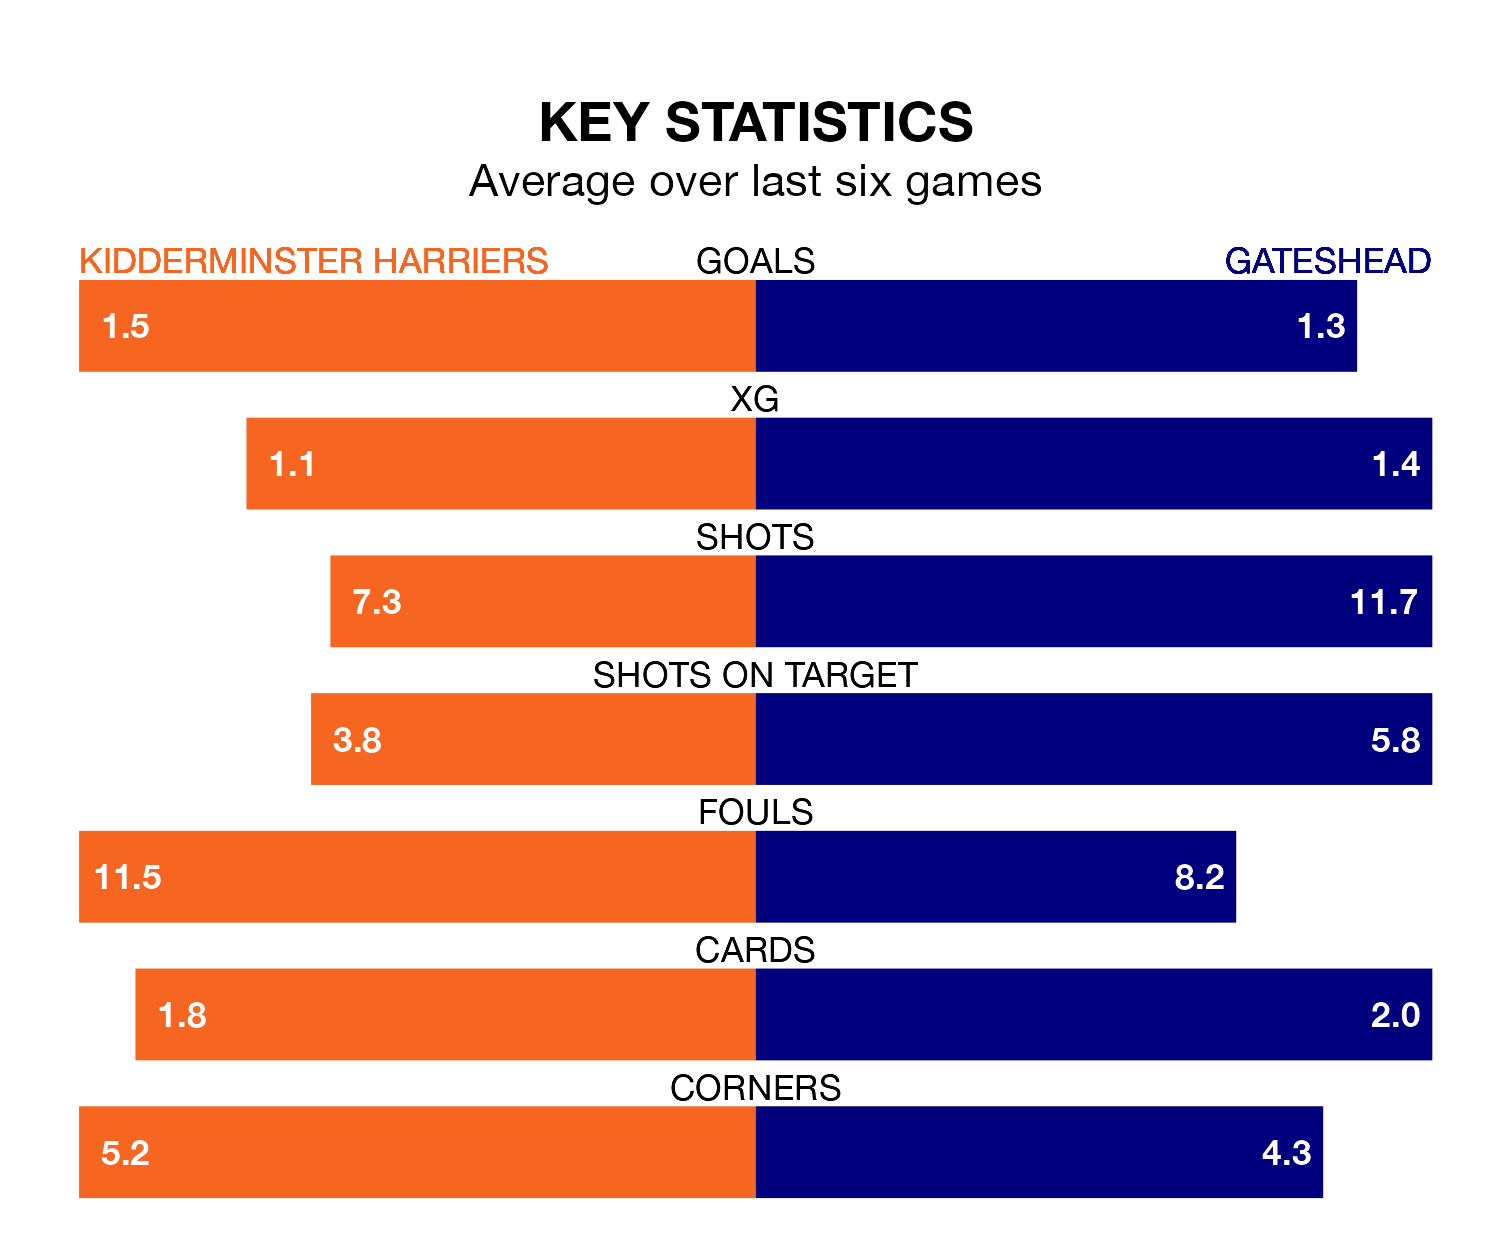 KEY STATISTICS
Average over last six games
KIDDERMINSTER HARRIERS GOALS GATESHEAD
1.5 1.3
XG
1.1 1.4
SHOTS
7.3 11.7
SHOTS ON TARGET
3.8 5.8
FOULS
11.5 8.2
CARDS
1.8 2.0
CORNERS
5.2 4.3